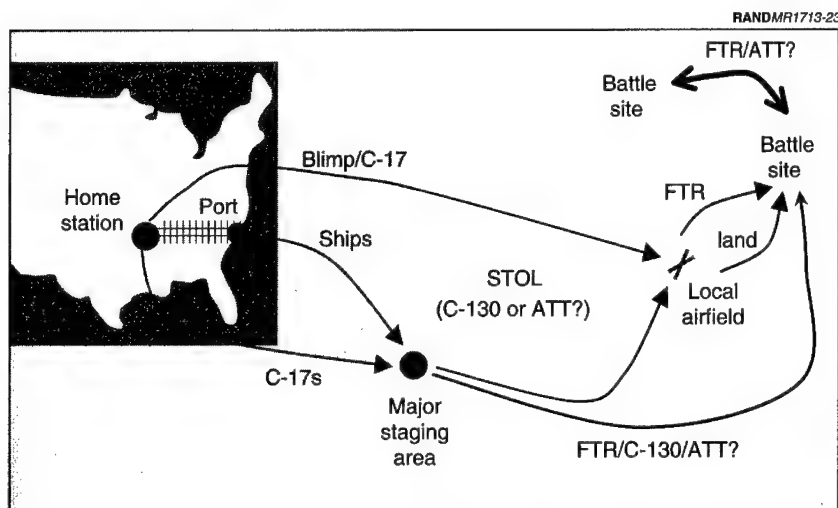 RANDMR1713-23
FTR/ATT?
Battle
site
Battle
site
Blimp/C-17
Home
station
Port
FTR
land
Ships
STOL
(C-130 or ATT?)
Local
airfield
C-17s
Major
staging
area
FTR/C-130/ATT?